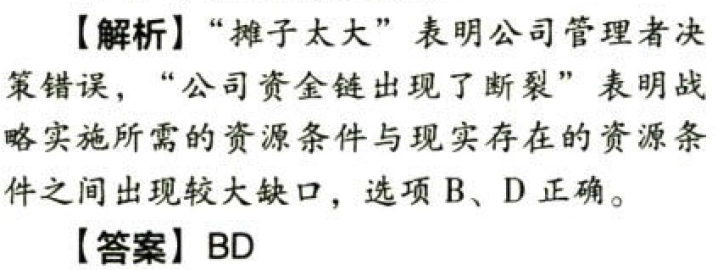 【解析】“摊子太大”表明公司管理者决
策错误，“公司资金链出现了断裂”表明战
略实施所需的资源条件与现实存在的资源条
件之间出现较大缺口，选项 B、D 正确。
【答案】BD